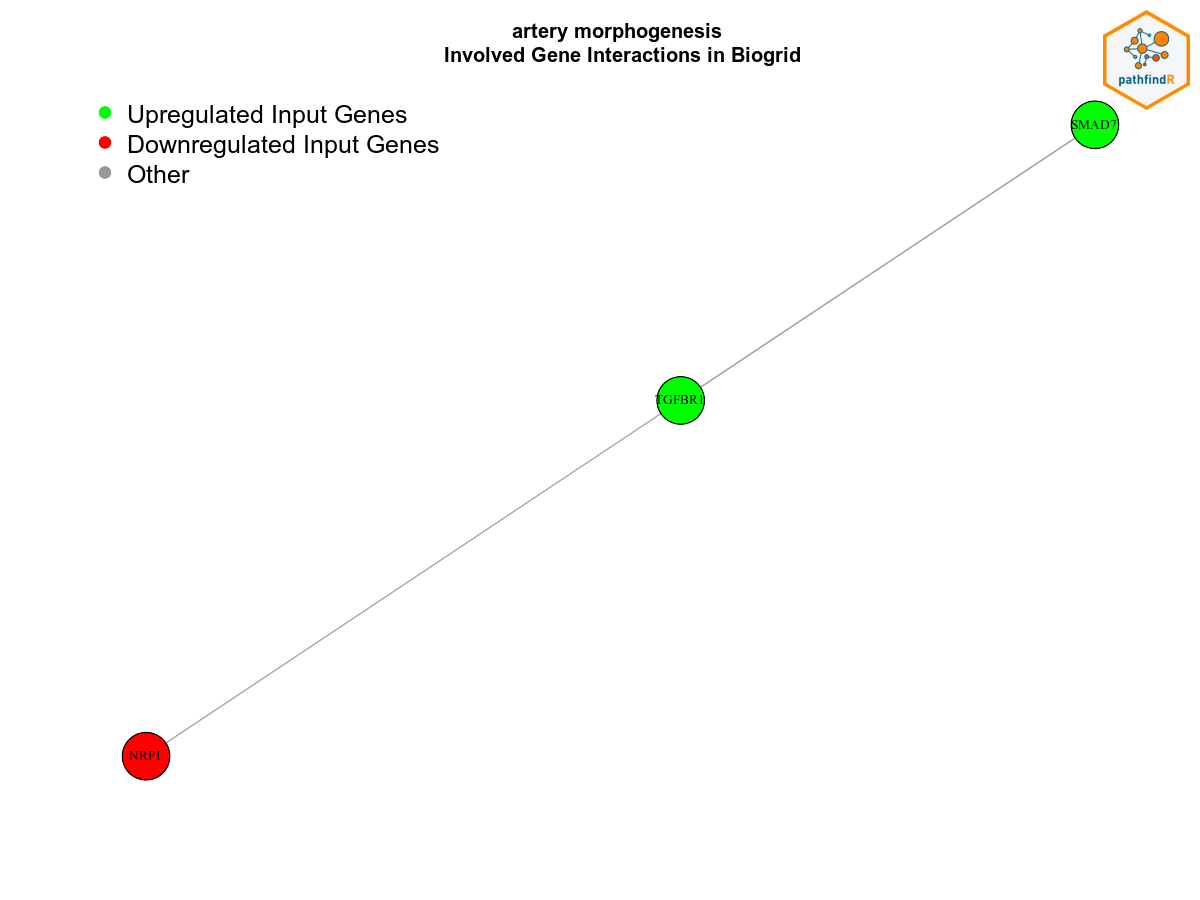 artery morphogenesis
Involved Gene Interactions in Biogrid
pathfindR
Upregulated Input Genes
Downregulated Input Genes
Other
SMAD7
TGFBR1
NRP1